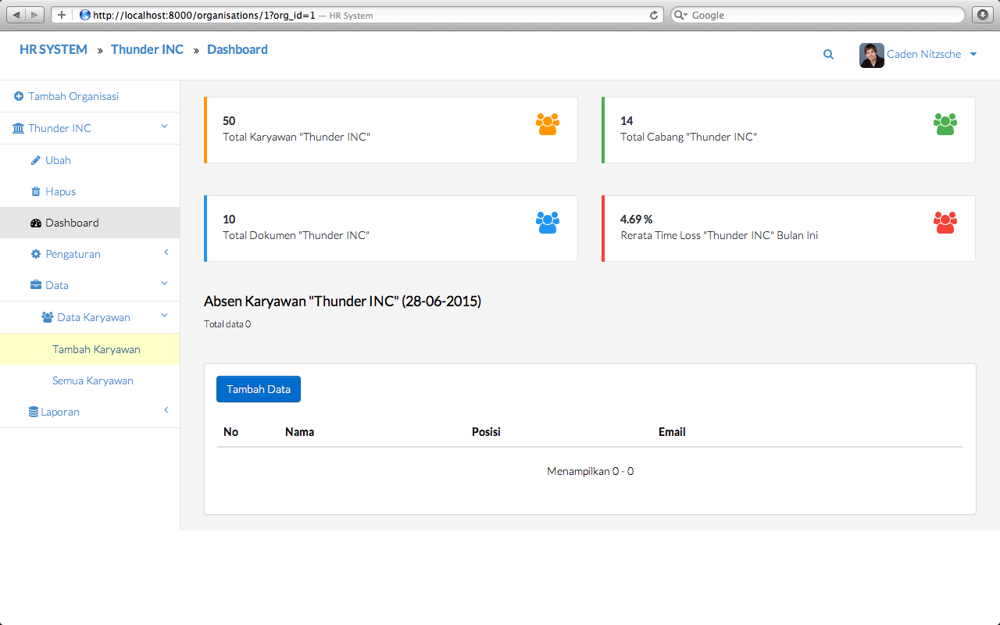 http://localhost:8000/organisations/1?org_id=1 — HR System
Google
HR SYSTEM » Thunder INC » Dashboard
Caden Nitzsche
Tambah Organisasi
Thunder INC
Ubah
Hapus
Dashboard
Pengaturan
Data
Data Karyawan
Tambah Karyawan
Semua Karyawan
Laporan
50
Total Karyawan "Thunder INC"
14
Total Cabang "Thunder INC"
10
Total Dokumen "Thunder INC"
4.69 %
Rerata Time Loss "Thunder INC" Bulan Ini
Absen Karyawan "Thunder INC" (28-06-2015)
Total data 0
Tambah Data
No Nama Posisi Email
Menampilkan 0 - 0